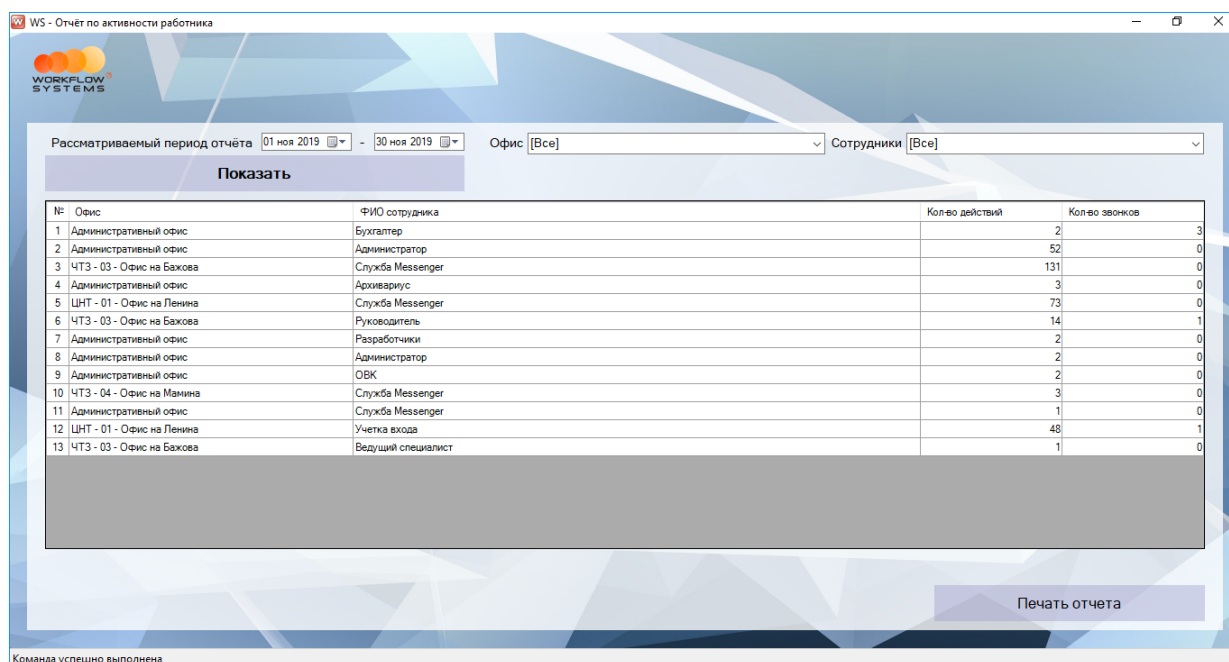 WS - Отчёт по активности работника
WORKFLOW
SYSTEMS
Рассматриваемый период отчёта 01 ноя 2019 - 30 ноя 2019 Офис [Все] Сотрудники [Все]
Показать
№ Офис ФИО сотрудника Кол-во действий Кол-во звонков
1 Административный офис Бухгалтер 2 3
2 Административный офис Администратор 52 0
3 ЧТЗ - 03 - Офис на Бажова Служба Messenger 131 0
4 Административный офис Архивариус 3 0
5 ЦНТ - 01 - Офис на Ленина Служба Messenger 73 0
6 ЧТЗ - 03 - Офис на Бажова Руководитель 14 1
7 Административный офис Разработчики 2 0
8 Административный офис Администратор 2 0
9 Административный офис ОВК 2 0
10 ЧТЗ - 04 - Офис на Мамина Служба Messenger 3 0
11 Административный офис Служба Messenger 1 0
12 ЦНТ - 01 - Офис на Ленина Учетка входа 48 1
13 ЧТЗ - 03 - Офис на Бажова Ведущий специалист 1 0
Печать отчета
Команда успешно выполнена